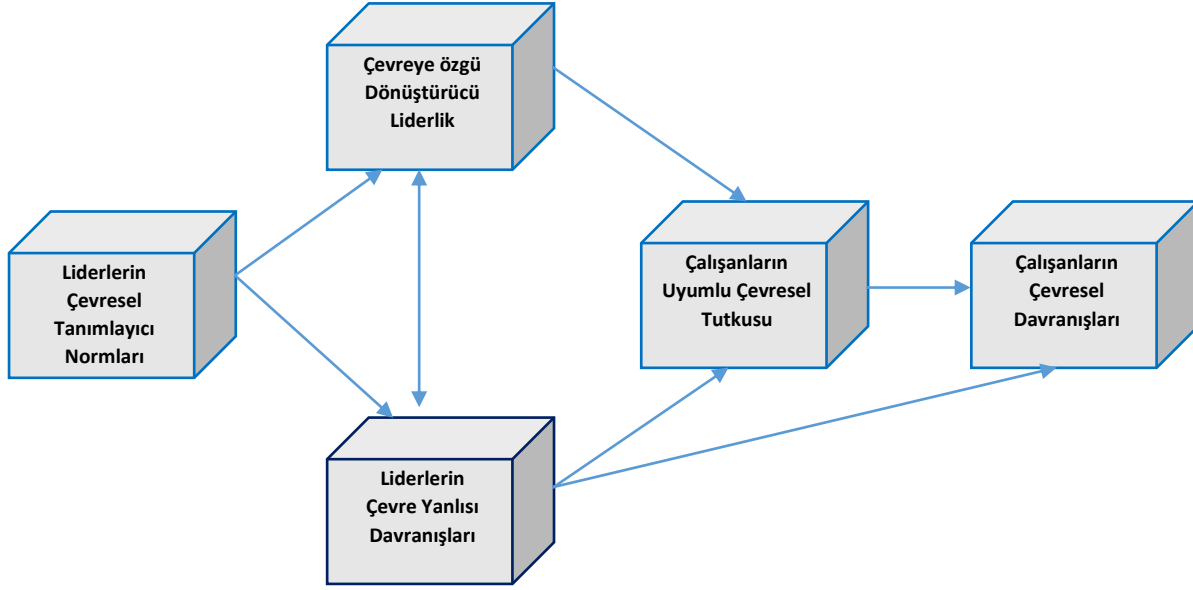 Çevreye özgü
Dönüştürücü
Liderlik
Liderlerin
Çevresel
Tanımlayıcı
Normları
Çalışanların
Uyumlu Çevresel
Tutkusu
Çalışanların
Çevresel
Davranışları
Liderlerin
Çevre Yanlısı
Davranışları